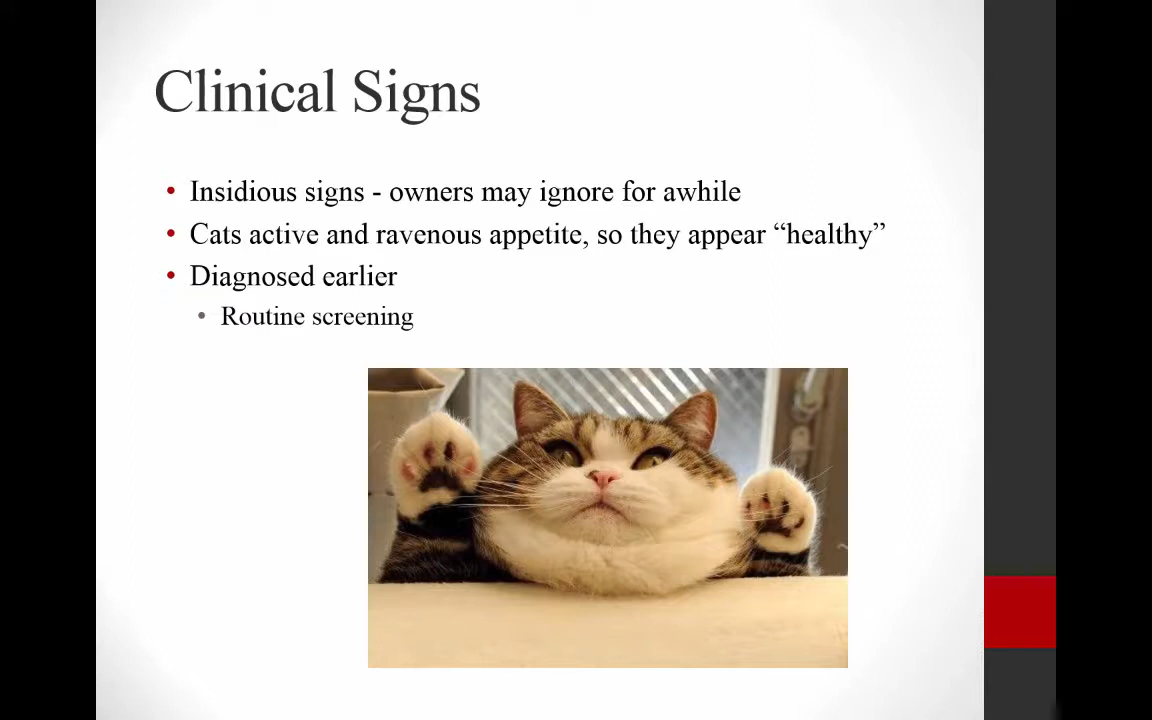 Clinical Signs
• Insidious signs - owners may ignore for awhile
• Cats active and ravenous appetite, so they appear “healthy”
• Diagnosed earlier
• Routine screening